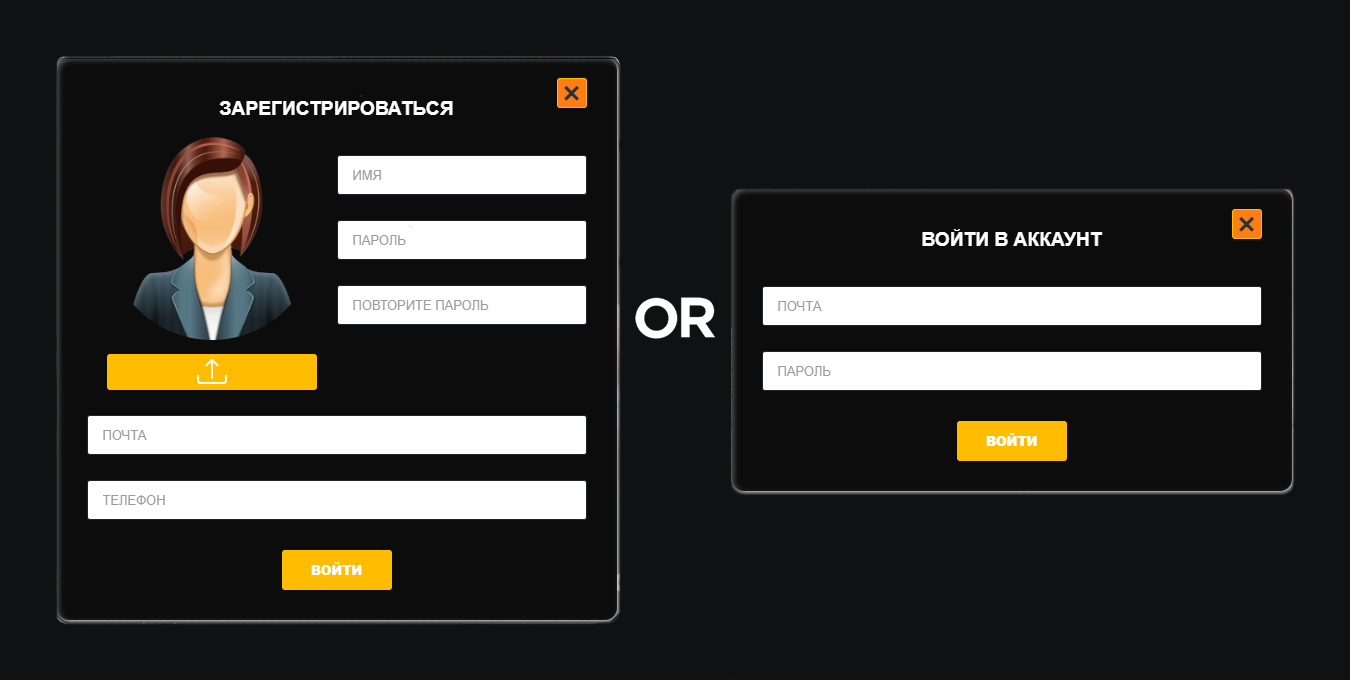 ЗАРЕГИСТРИРОВАТЬСЯ
ИМЯ
ПАРОЛЬ
ПОВТОРИТЕ ПАРОЛЬ
ПОЧТА
ТЕЛЕФОН
ВОЙТИ
OR
ВОЙТИ В АККАУНТ
ПОЧТА
ПАРОЛЬ
ВОЙТИ